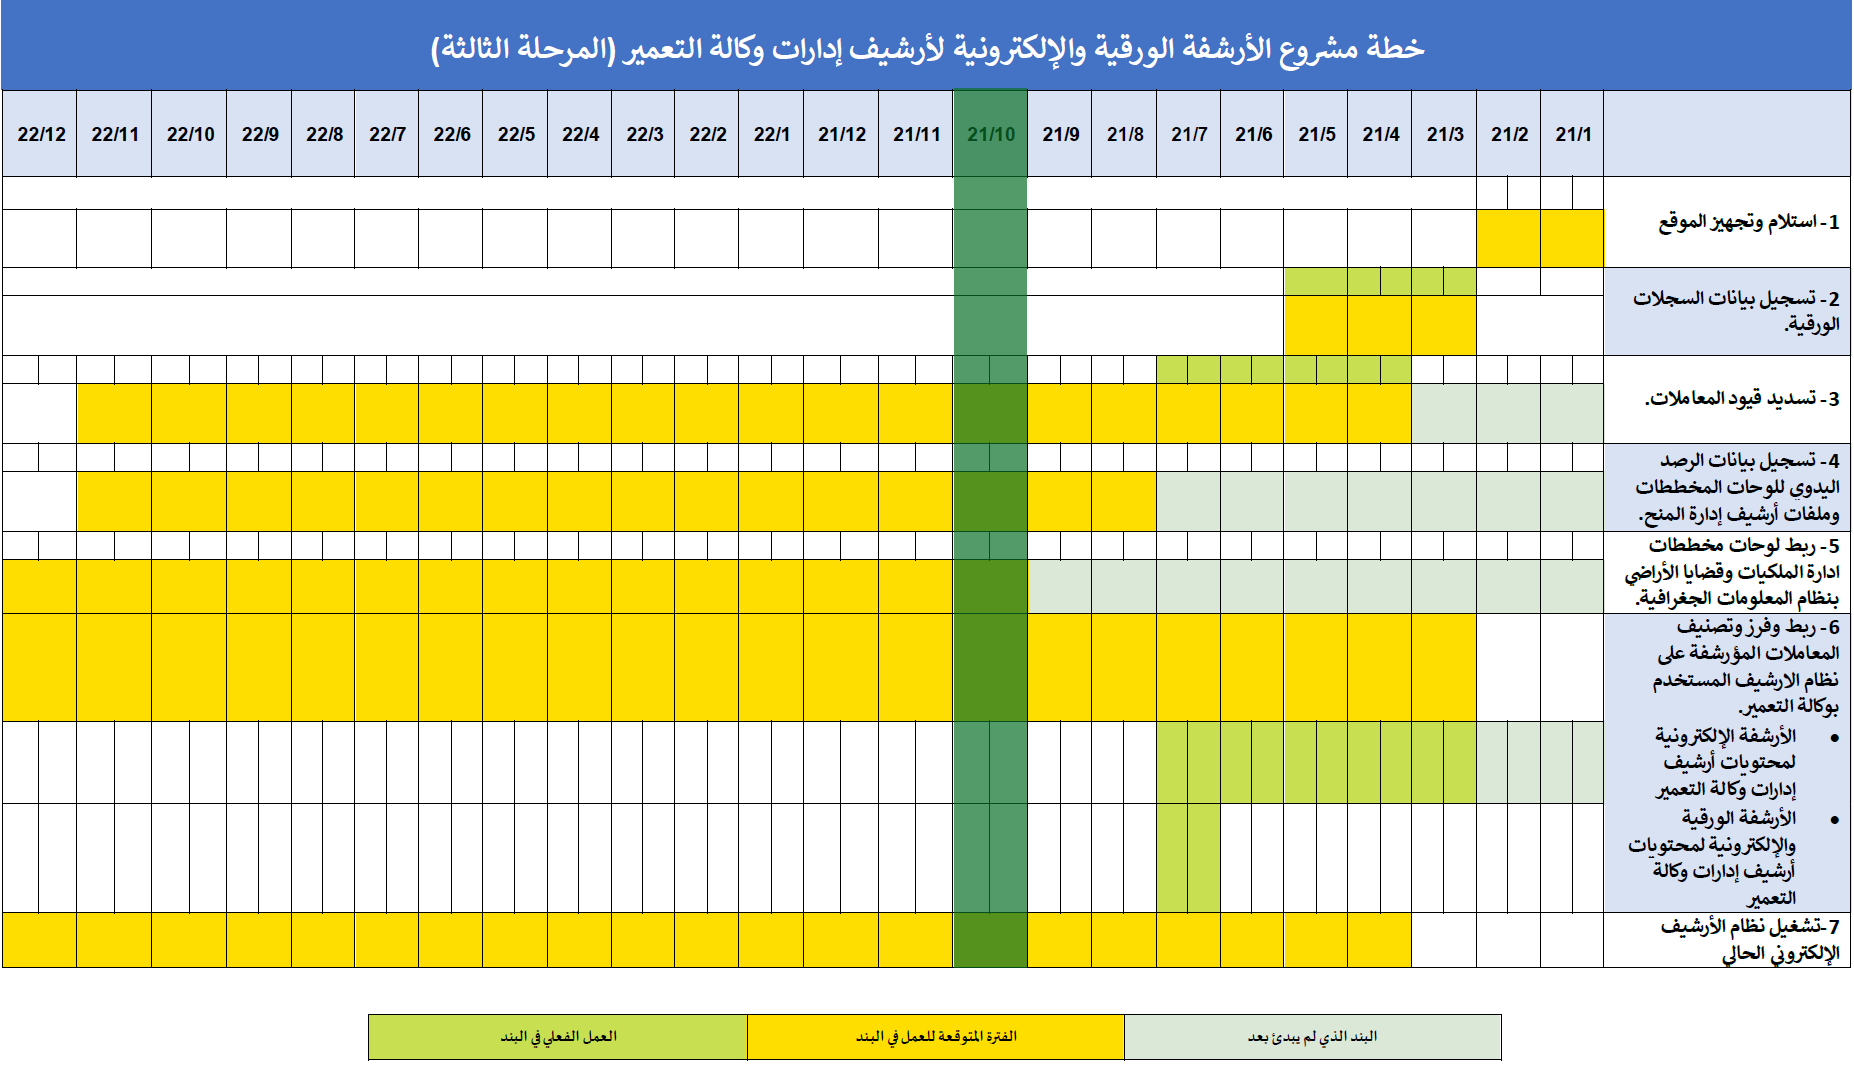 خطة مشروع الأرشفة الورقية والإلكترونية لأرشيف إدارات وكالة التعمير (المرحلة الثالثة)
21/1 21/2 21/3 21/4 21/5 21/6 21/7 21/8 21/9 21/10 21/11 21/12 22/1 22/2 22/3 22/4 22/5 22/6 22/7 22/8 22/9 22/10 22/11 22/12
1- استلام وتجهيز الموقع
2- تسجيل بيانات السجلات
الورقية.
3- تسديد قيود المعاملات.
4- تسجيل بيانات الرصد
اليدوي للوحات المخططات
وملفات أرشيف إدارة المنح.
5- ربط لوحات مخططات
ادارة الملكيات وقضايا الأراضي
بنظام المعلومات الجغرافية.
6- ربط وفرز وتصنيف
المعاملات المؤرشفة على
نظام الارشيف المستخدم
بوكالة التعمير.
• الأرشفة الإلكترونية
لمحتويات أرشيف
إدارات وكالة التعمير
• الأرشفة الورقية
والإلكترونية لمحتويات
أرشيف إدارات وكالة
التعمير
7-تشغيل نظام الأرشيف
الإلكتروني الحالي
البند الذي لم يبدئ بعد
الفترة المتوقعة للعمل في البند
العمل الفعلي في البند